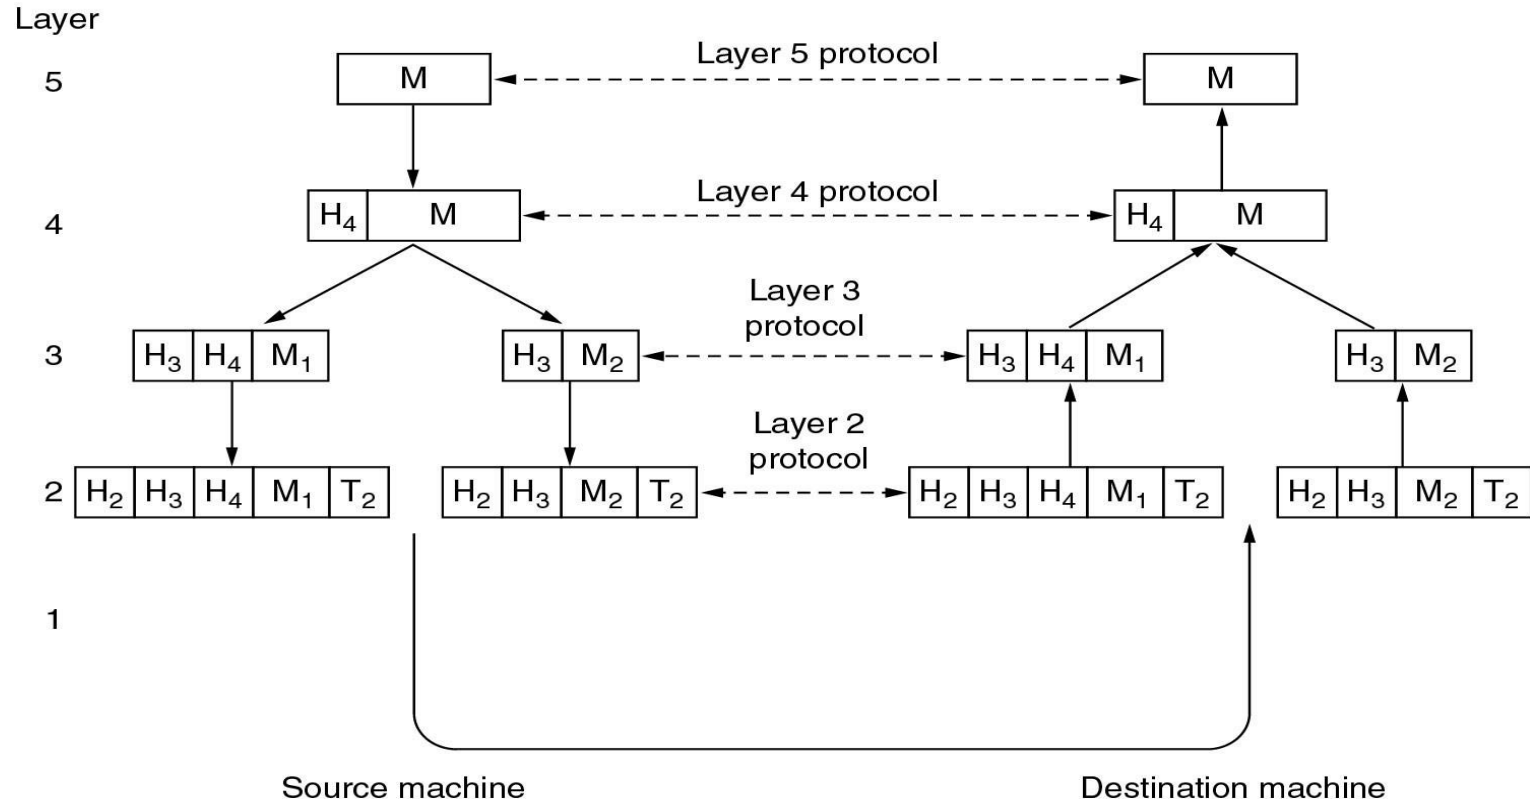 Layer
5 M Layer 5 protocol M
4 H₄ M Layer 4 protocol H₄ M
Layer 3
protocol
3 H₃ H₄ M₁ H₃ M₂ H₃ H₄ M₁ H₃ M₂
Layer 2
protocol
2 H₂ H₃ H₄ M₁ T₂ H₂ H₃ M₂ T₂ H₂ H₃ H₄ M₁ T₂ H₂ H₃ M₂ T₂
1
Source machine Destination machine